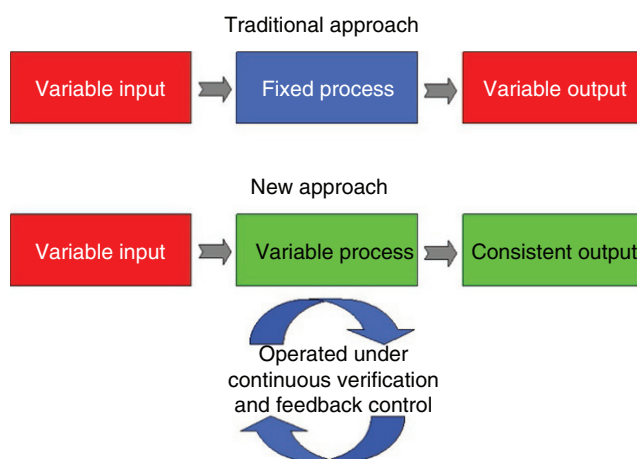 Traditional approach
Variable input
Fixed process
Variable output
New approach
Variable input
Variable process
Consistent output
Operated under
continuous verification
and feedback control